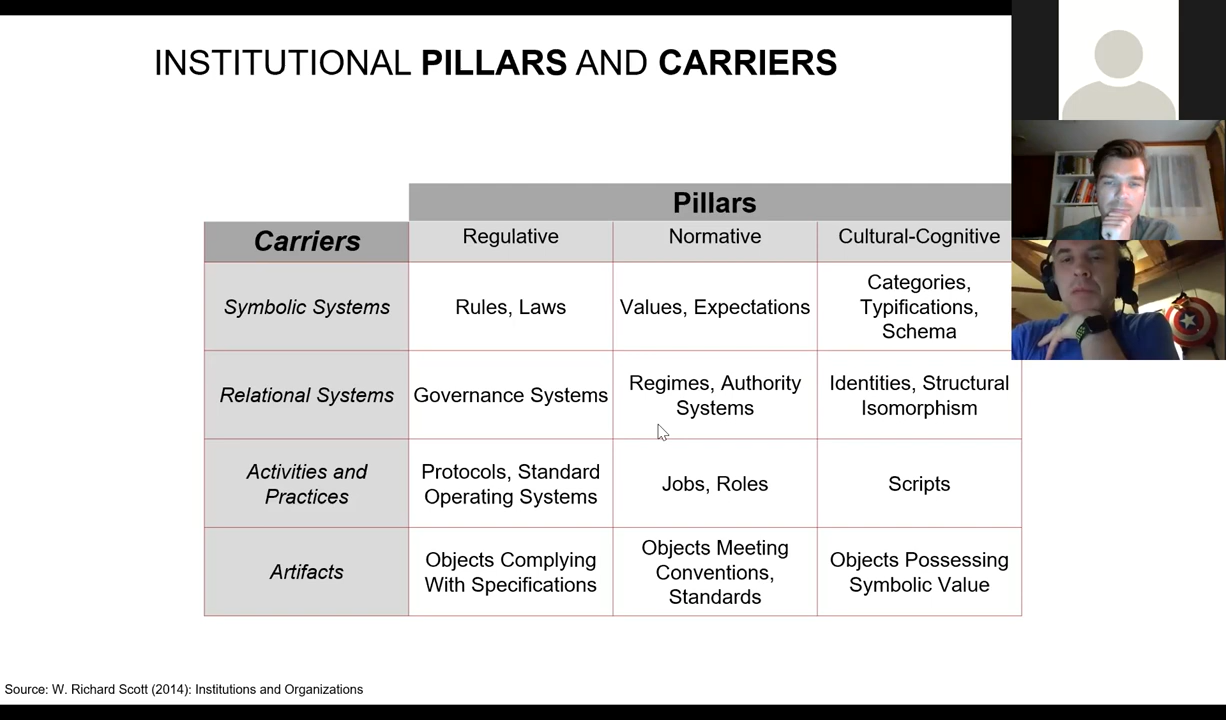 INSTITUTIONAL PILLARS AND CARRIERS
Pillars
Carriers
Regulative
Normative
Cultural-Cognitive
Symbolic Systems
Rules, Laws
Values, Expectations
Categories,
Typifications,
Schema
Relational Systems
Governance Systems
Regimes, Authority
Systems
Identities, Structural
Isomorphism
Activities and
Practices
Protocols, Standard
Operating Systems
Jobs, Roles
Scripts
Artifacts
Objects Complying
With Specifications
Objects Meeting
Conventions,
Standards
Objects Possessing
Symbolic Value
Source: W. Richard Scott (2014): Institutions and Organizations